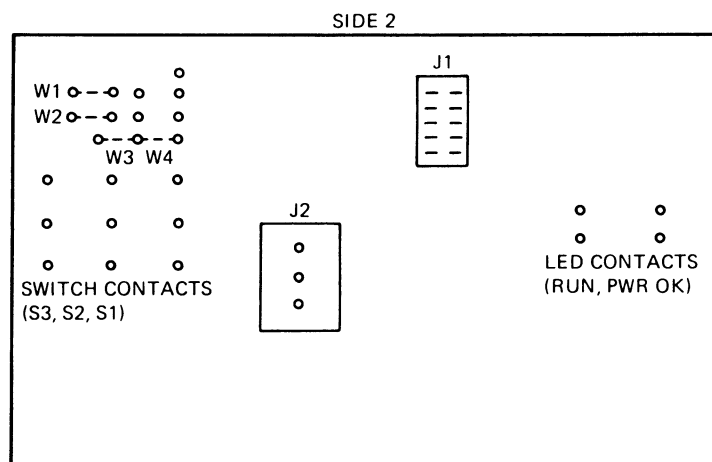 SIDE 2
J1
W1
W2
W3 W4
J2
SWITCH CONTACTS
(S3, S2, S1)
LED CONTACTS
(RUN, PWR OK)